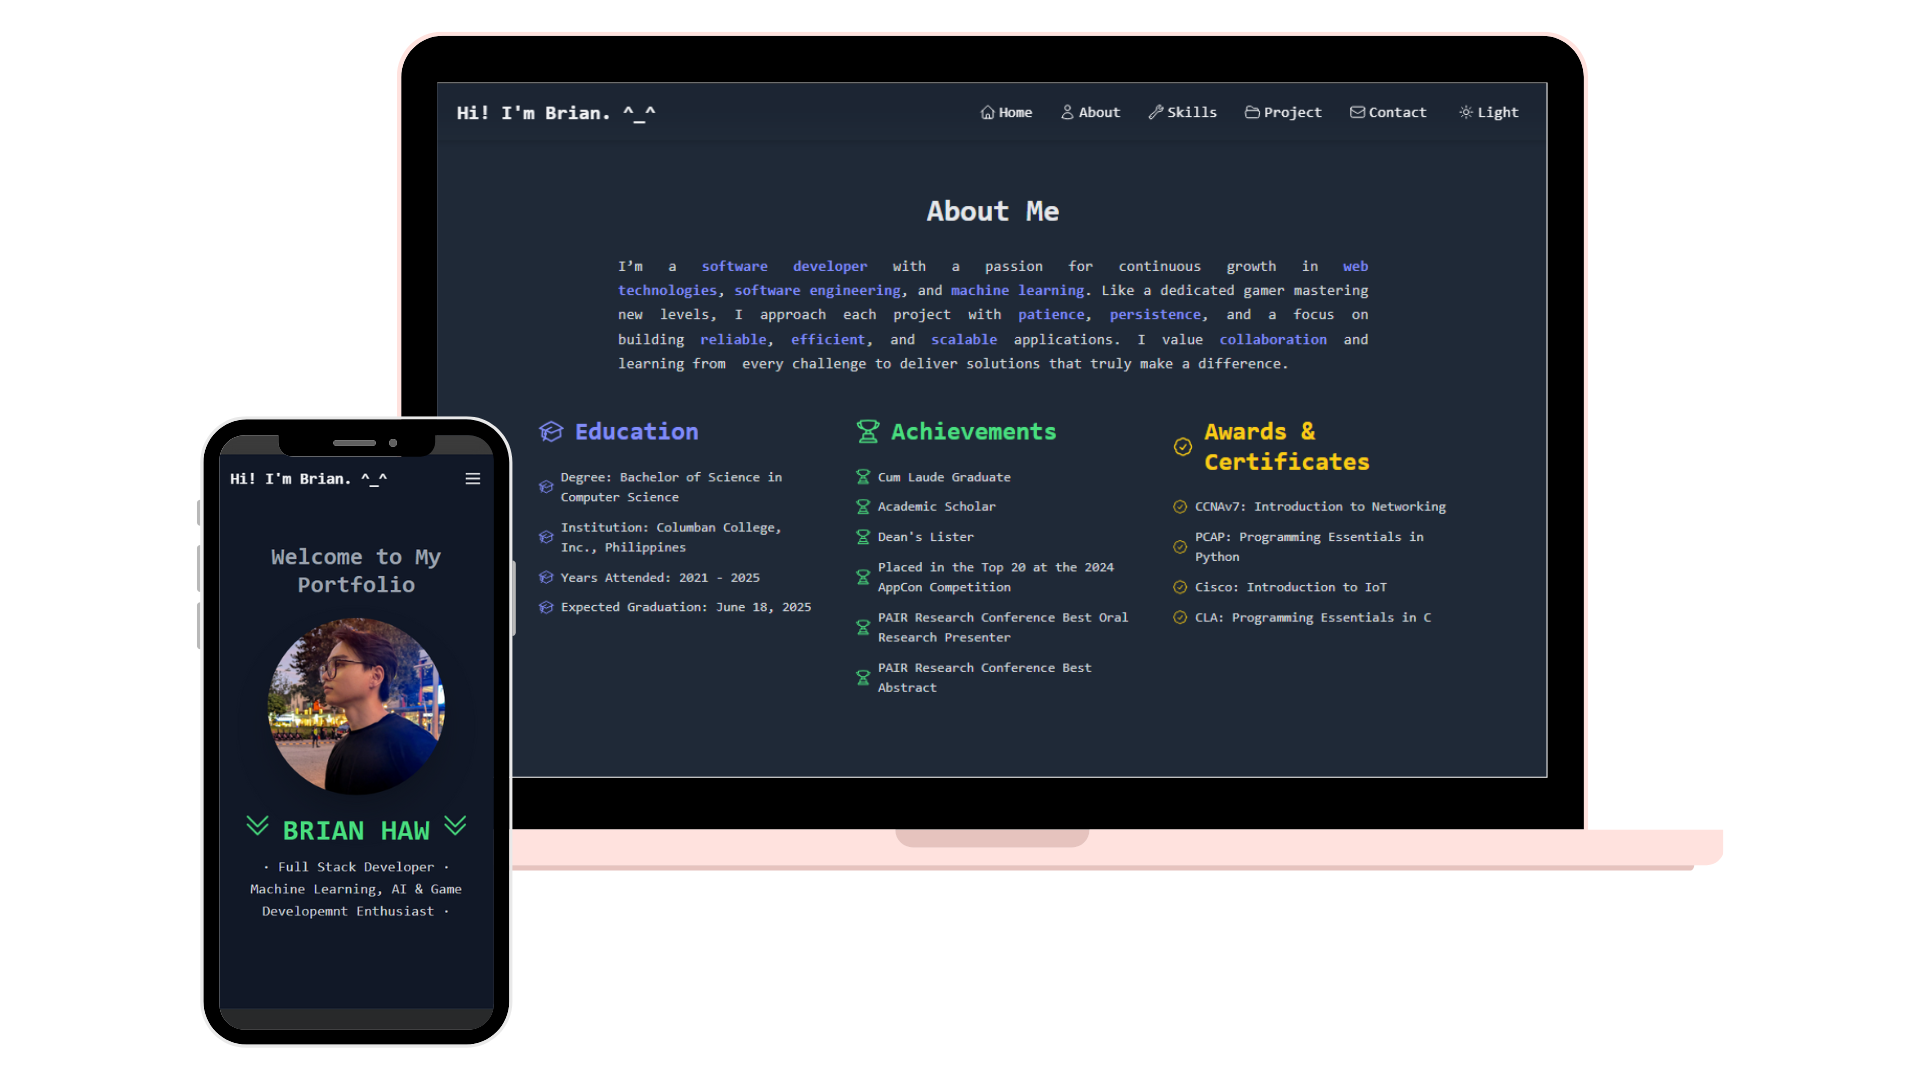 Hi! I'm Brian. ^_^
Home About Skills Project Contact Light
About Me
I'm a software developer with a passion for continuous growth in web
technologies, software engineering, and machine learning. Like a dedicated gamer mastering
new levels, I approach each project with patience, persistence, and a focus on
building reliable, efficient, and scalable applications. I value collaboration and
learning from every challenge to deliver solutions that truly make a difference.
Education
Degree: Bachelor of Science in
Computer Science
Institution: Columban College,
Inc., Philippines
Years Attended: 2021 - 2025
Expected Graduation: June 18, 2025
Achievements
Cum Laude Graduate
Academic Scholar
Dean's Lister
Placed in the Top 20 at the 2024
AppCon Competition
PAIR Research Conference Best Oral
Research Presenter
PAIR Research Conference Best
Abstract
Awards &
Certificates
CCNAv7: Introduction to Networking
PCAP: Programming Essentials in
Python
Cisco: Introduction to IoT
CLA: Programming Essentials in C
Hi! I'm Brian. ^_^
Welcome to My
Portfolio
BRIAN HAW
· Full Stack Developer ·
Machine Learning, AI & Game
Developemnt Enthusiast ·